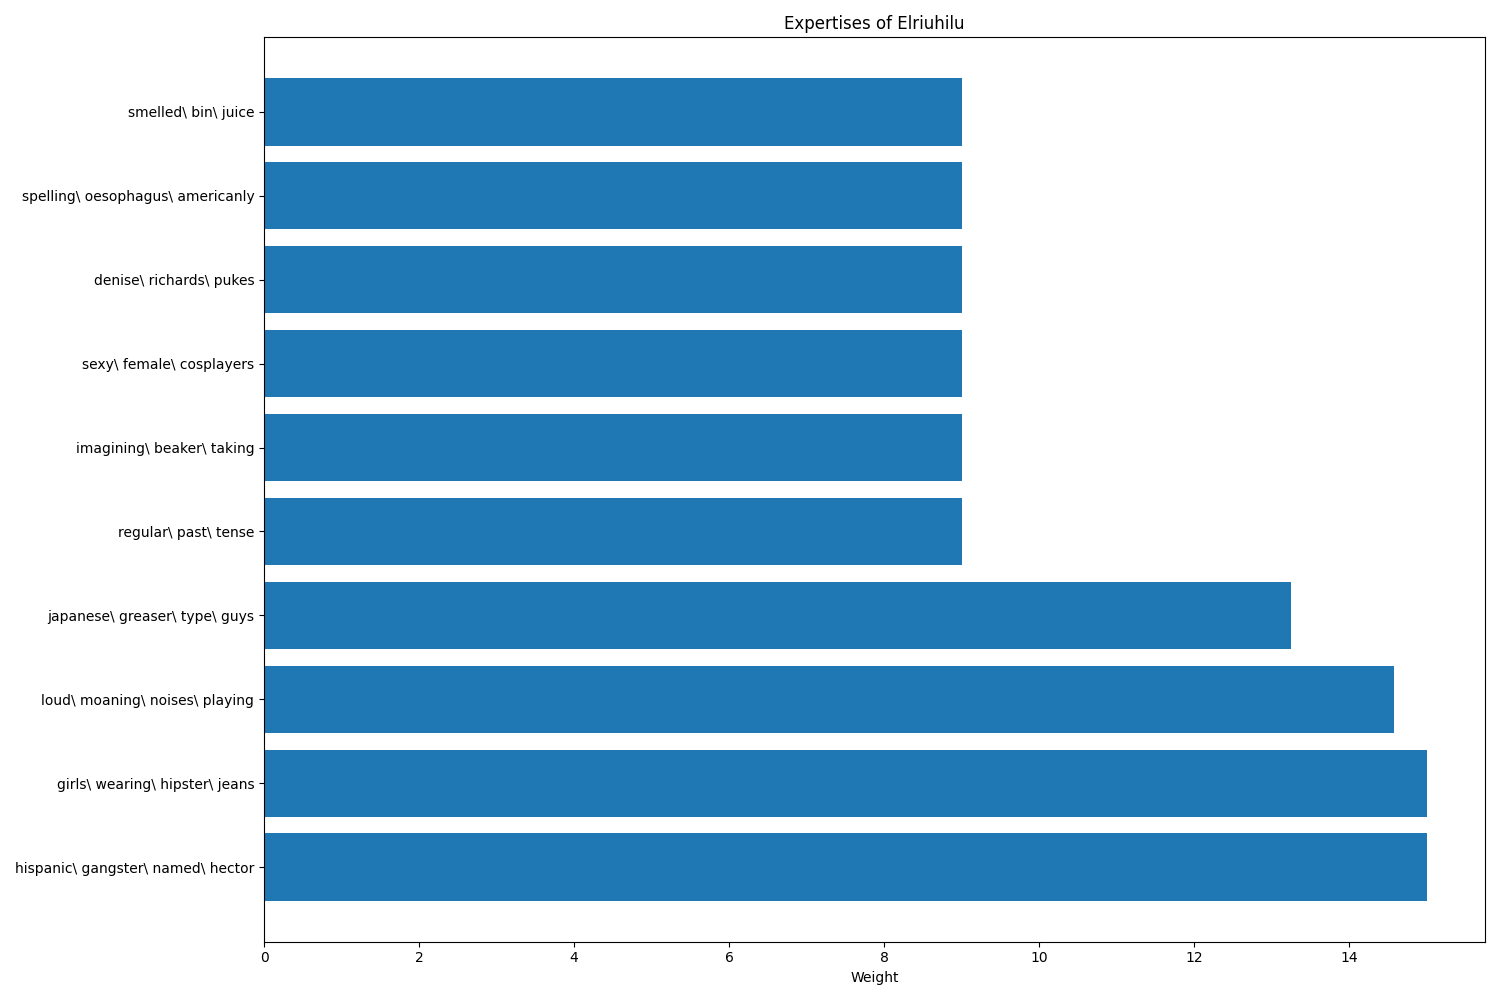 Expertises of Elriuhilu
smelled\ bin\ juice
spelling\ oesophagus\ americanly
denise\ richards\ pukes
sexy\ female\ cosplayers
imagining\ beaker\ taking
regular\ past\ tense
japanese\ greaser\ type\ guys
loud\ moaning\ noises\ playing
girls\ wearing\ hipster\ jeans
hispanic\ gangster\ named\ hector
0 2 4 6 8 10 12 14
Weight